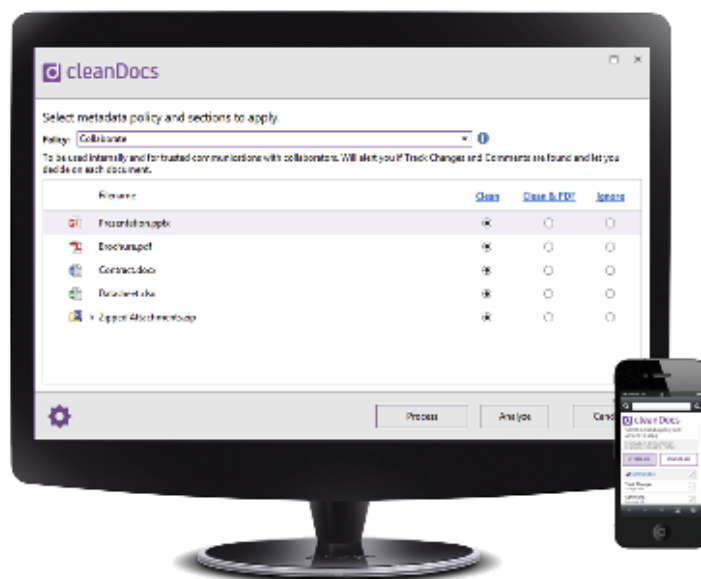 cleanDocs
Select metadata policy and sections to apply.
Policy: Collaborate
To be used internally and for trusted communications with collaborators. Will alert you if Track Changes and Comments are found and let you
decide on each document.
Filename Clean Clean & PDF Ignore
Presentation.pptx
Brochure.pdf
Contract.docx
Datasheet.xlsx
Zipped Attachments.zip
Process Analyze Canc
cleanDocs